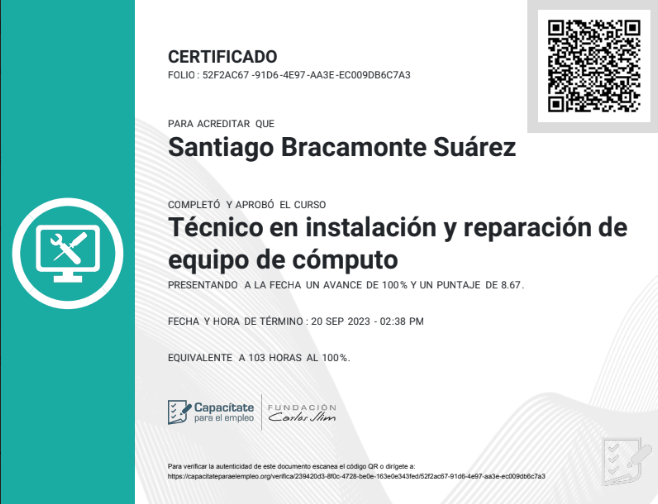 CERTIFICADO
FOLIO : 52F2AC67 -91D6-4E97-AA3E-EC009DB6C7A3
PARA ACREDITAR QUE
Santiago Bracamonte Suárez
COMPLETÓ Y APROBÓ EL CURSO
Técnico en instalación y reparación de
equipo de cómputo
PRESENTANDO A LA FECHA UN AVANCE DE 100% Y UN PUNTAJE DE 8.67.
FECHA Y HORA DE TÉRMINO : 20 SEP 2023 - 02:38 PM
EQUIVALENTE A 103 HORAS AL 100%.
Capacítate
para el empleo
FUNDACIÓN
Carlos Slim
Para verificar la autenticidad de este documento escanea el código QR o dirígete a:
https://capacitateparaelempleo.org/verifica/239420d3-8f0c-4728-be0e-163e0e343fed/52f2ac67-91d6-4e97-aa3e-ec009db6c7a3